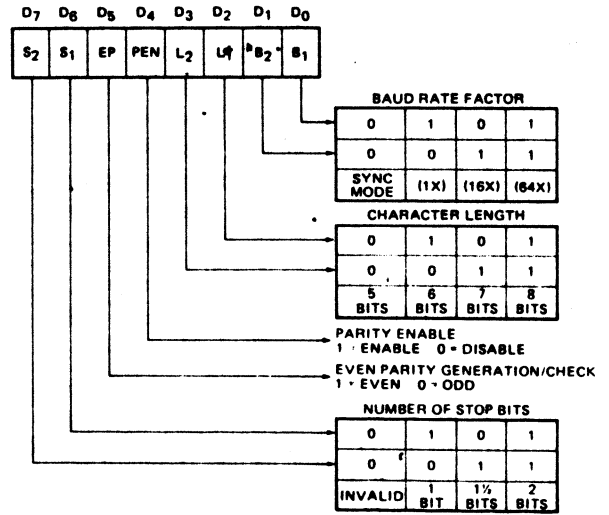 D7 D6 D5 D4 D3 D2 D1 D0
S2 S1 EP PEN L2 L1 B2 B1
BAUD RATE FACTOR
0 1 0 1
0 0 1 1
SYNC MODE (1X) (16X) (64X)
CHARACTER LENGTH
0 1 0 1
0 0 1 1
5 BITS 6 BITS 7 BITS 8 BITS
PARITY ENABLE
1 = ENABLE 0 = DISABLE
EVEN PARITY GENERATION/CHECK
1 = EVEN 0 = ODD
NUMBER OF STOP BITS
0 1 0 1
0 0 1 1
INVALID 1 BIT 1½ BITS 2 BITS